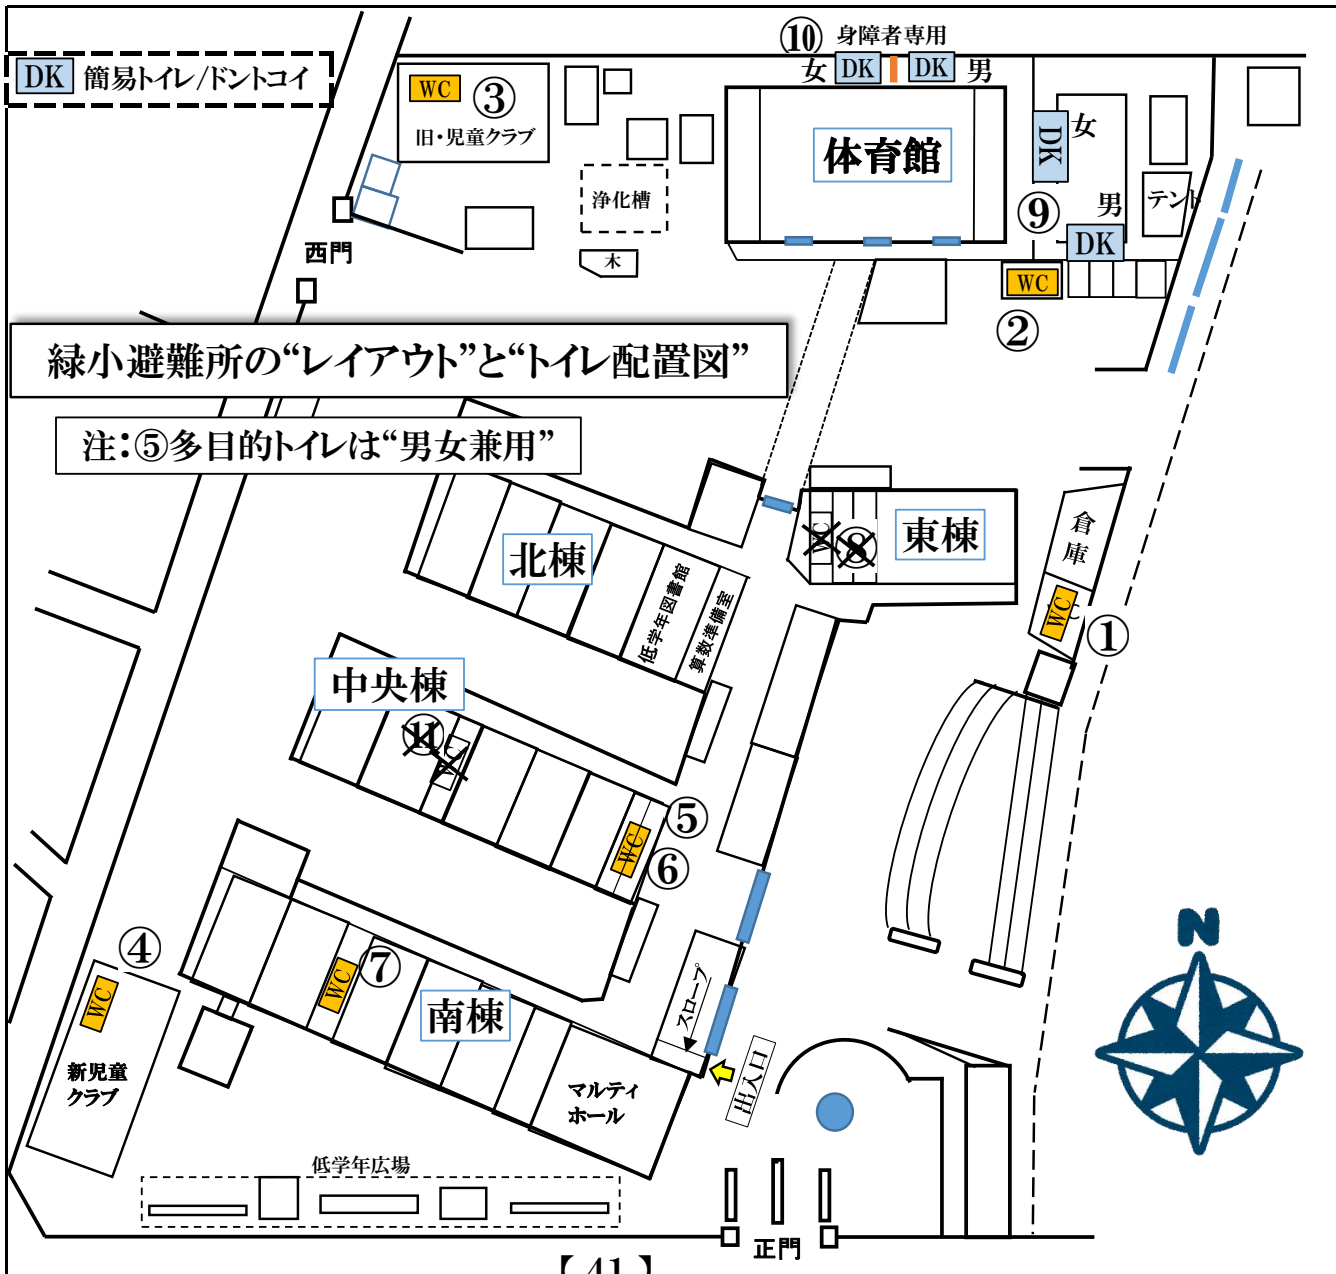 ⑩ 身障者専用
DK 簡易トイレ/ドントコイ
女 DK DK 男
WC ③
旧・児童クラブ
体育館
DK 女
浄化槽
⑨ 男 テント
DK
西門
木
WC
②
緑小避難所の“レイアウト”と“トイレ配置図”
注:⑤多目的トイレは“男女兼用”
北棟
WC ⑧ 東棟
倉庫
低学年図書館
算数準備室
WC ①
中央棟
⑪ WC
⑤
WC
⑥
④
WC
⑦
WC
南棟
スロープ
新児童
クラブ
マルティ
ホール
出入口
N
低学年広場
正門
【 41 】